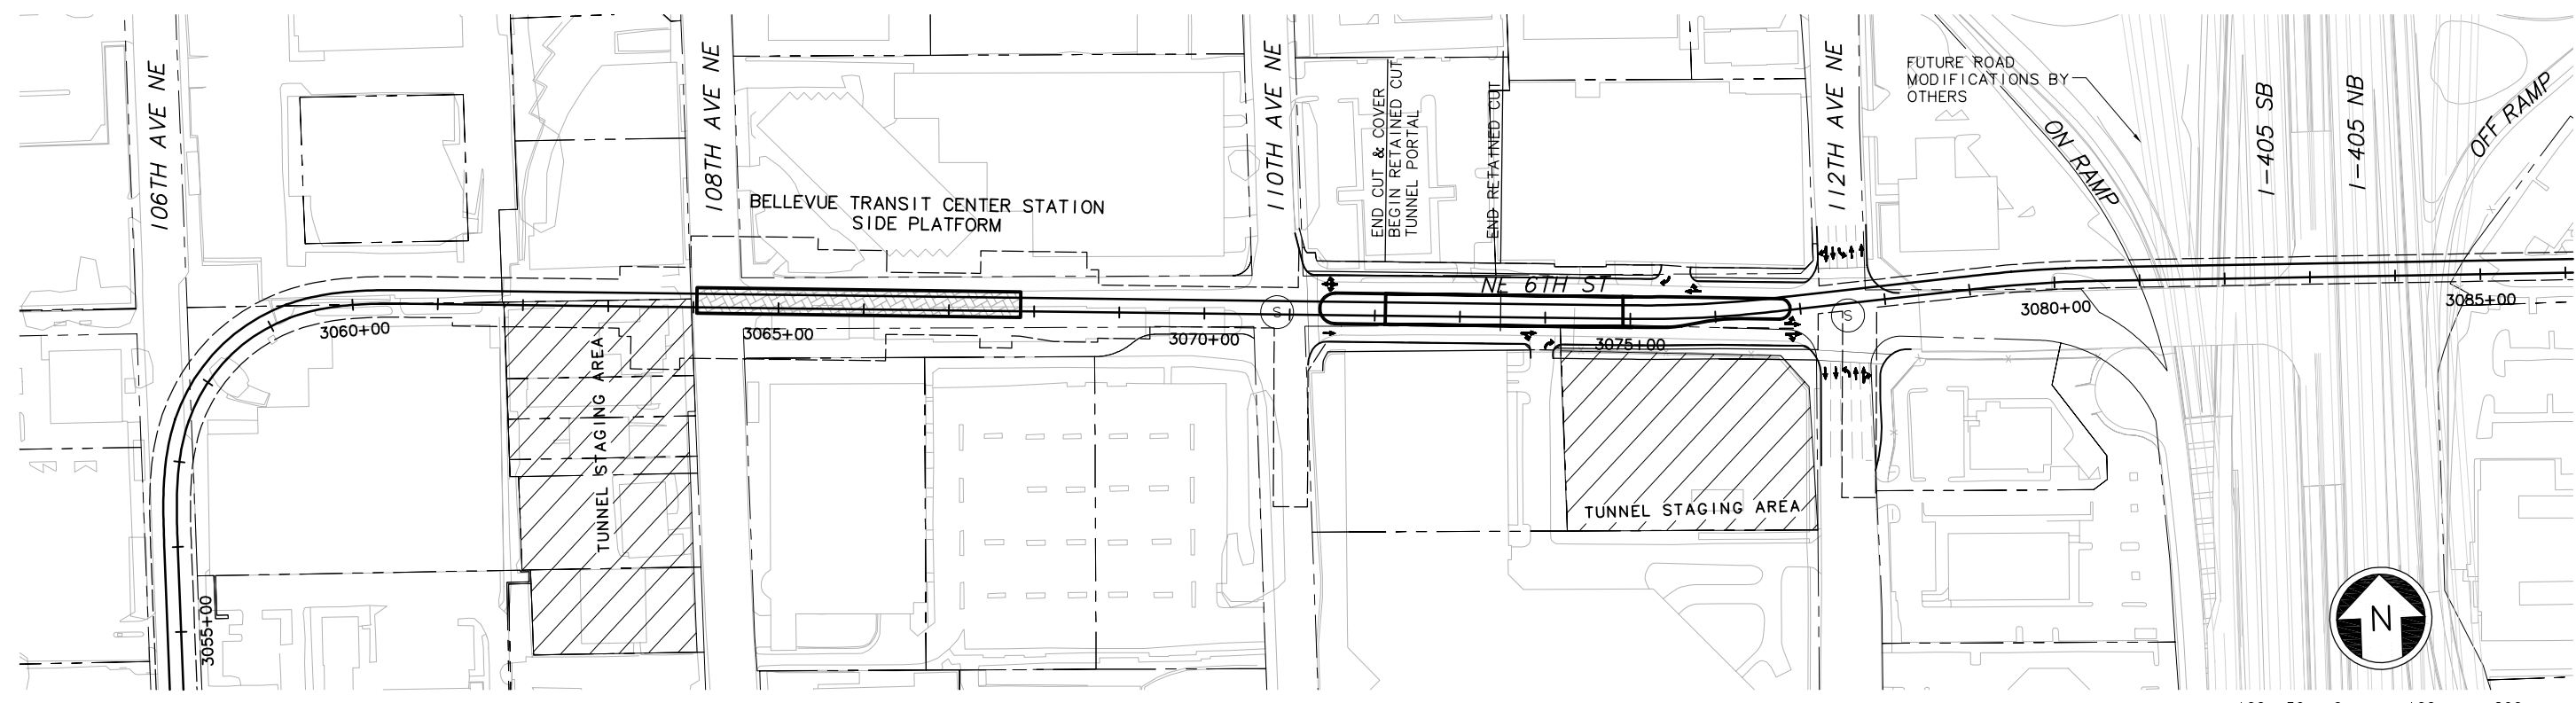 106TH AVE NE
108TH AVE NE
110TH AVE NE
112TH AVE NE
FUTURE ROAD
MODIFICATIONS BY
OTHERS
ON RAMP
I-405 SB
I-405 NB
OFF RAMP
BELLEVUE TRANSIT CENTER STATION
SIDE PLATFORM
END CUT & COVER
BEGIN RETAINED CUT
TUNNEL PORTAL
END RETAINED CUT
NE 6TH ST
S
S
3055+00
3060+00
3065+00
3070+00
3075+00
3080+00
3085+00
TUNNEL STAGING AREA
TUNNEL STAGING AREA
N